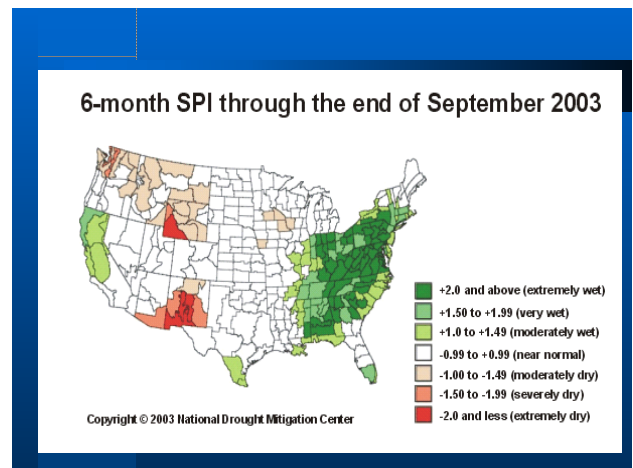 6-month SPI through the end of September 2003
+2.0 and above (extremely wet)
+1.50 to +1.99 (very wet)
+1.0 to +1.49 (moderately wet)
-0.99 to +0.99 (near normal)
-1.00 to -1.49 (moderately dry)
-1.50 to -1.99 (severely dry)
-2.0 and less (extremely dry)
Copyright © 2003 National Drought Mitigation Center